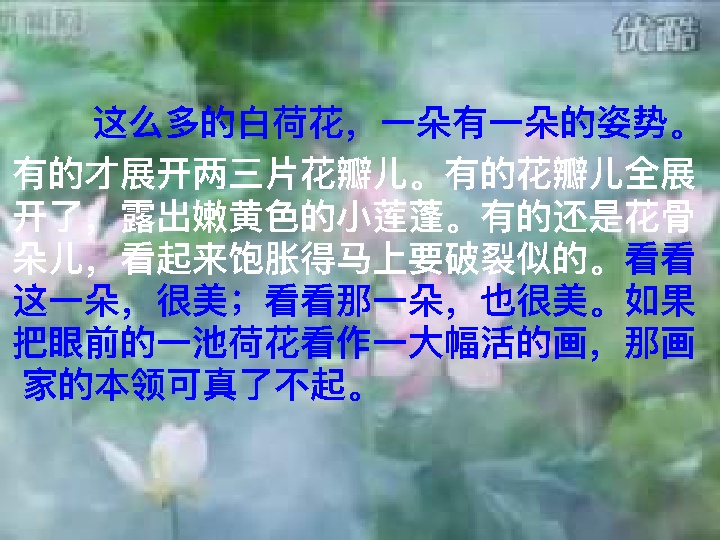 优酷
这么多的白荷花，一朵有一朵的姿势。
有的才展开两三片花瓣儿。有的花瓣儿全展
开了，露出嫩黄色的小莲蓬。有的还是花骨
朵儿，看起来饱胀得马上要破裂似的。看看
这一朵，很美；看看那一朵，也很美。如果
把眼前的一池荷花看作一大幅活的画，那画
家的本领可真了不起。